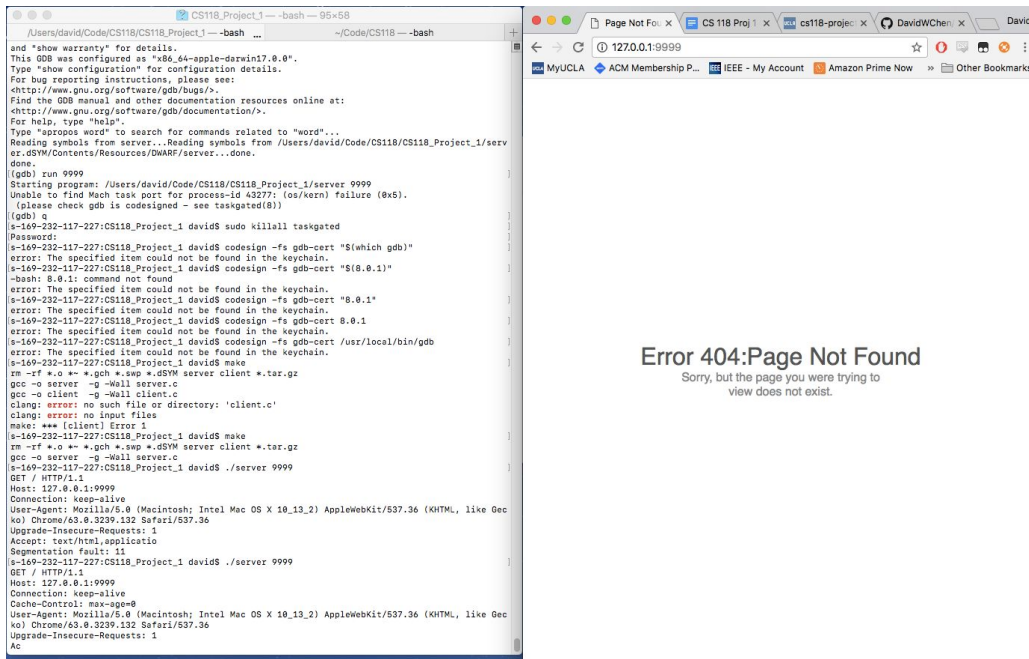 CS118_Project_1 — -bash — 95×58
/Users/david/Code/CS118/CS118_Project_1 — -bash ...
~/Code/CS118 — -bash
and "show warranty" for details.
This GDB was configured as "x86_64-apple-darwin17.0.0".
Type "show configuration" for configuration details.
For bug reporting instructions, please see:
<http://www.gnu.org/software/gdb/bugs/>.
Find the GDB manual and other documentation resources online at:
<http://www.gnu.org/software/gdb/documentation/>.
For help, type "help".
Type "apropos word" to search for commands related to "word"...
Reading symbols from server...Reading symbols from /Users/david/Code/CS118/CS118_Project_1/serv
er.dSYM/Contents/Resources/DWARF/server...done.
done.
[(gdb) run 9999 ]
Starting program: /Users/david/Code/CS118/CS118_Project_1/server 9999
Unable to find Mach task port for process-id 43277: (os/kern) failure (0x5).
(please check gdb is codesigned - see taskgated(8))
[(gdb) q ]
[s-169-232-117-227:CS118_Project_1 david$ sudo killall taskgated ]
[Password: ]
[s-169-232-117-227:CS118_Project_1 david$ codesign -fs gdb-cert "$(which gdb)" ]
error: The specified item could not be found in the keychain.
[s-169-232-117-227:CS118_Project_1 david$ codesign -fs gdb-cert "$(8.0.1)" ]
-bash: 8.0.1: command not found
error: The specified item could not be found in the keychain.
[s-169-232-117-227:CS118_Project_1 david$ codesign -fs gdb-cert "8.0.1" ]
error: The specified item could not be found in the keychain.
[s-169-232-117-227:CS118_Project_1 david$ codesign -fs gdb-cert 8.0.1 ]
error: The specified item could not be found in the keychain.
[s-169-232-117-227:CS118_Project_1 david$ codesign -fs gdb-cert /usr/local/bin/gdb ]
error: The specified item could not be found in the keychain.
[s-169-232-117-227:CS118_Project_1 david$ make ]
rm -rf *.o *~ *.gch *.swp *.dSYM server client *.tar.gz
gcc -o server -g -Wall server.c
gcc -o client -g -Wall client.c
clang: error: no such file or directory: 'client.c'
clang: error: no input files
make: *** [client] Error 1
[s-169-232-117-227:CS118_Project_1 david$ make ]
rm -rf *.o *~ *.gch *.swp *.dSYM server client *.tar.gz
gcc -o server -g -Wall server.c
[s-169-232-117-227:CS118_Project_1 david$ ./server 9999 ]
GET / HTTP/1.1
Host: 127.0.0.1:9999
Connection: keep-alive
User-Agent: Mozilla/5.0 (Macintosh; Intel Mac OS X 10_13_2) AppleWebKit/537.36 (KHTML, like Gec
ko) Chrome/63.0.3239.132 Safari/537.36
Upgrade-Insecure-Requests: 1
Accept: text/html,applicatio
Segmentation fault: 11
[s-169-232-117-227:CS118_Project_1 david$ ./server 9999 ]
GET / HTTP/1.1
Host: 127.0.0.1:9999
Connection: keep-alive
Cache-Control: max-age=0
User-Agent: Mozilla/5.0 (Macintosh; Intel Mac OS X 10_13_2) AppleWebKit/537.36 (KHTML, like Gec
ko) Chrome/63.0.3239.132 Safari/537.36
Upgrade-Insecure-Requests: 1
Ac
Page Not Fou
CS 118 Proj 1
cs118-project
DavidWChen
David
127.0.0.1:9999
MyUCLA
ACM Membership P...
IEEE - My Account
Amazon Prime Now
»
Other Bookmarks
Error 404:Page Not Found
Sorry, but the page you were trying to
view does not exist.